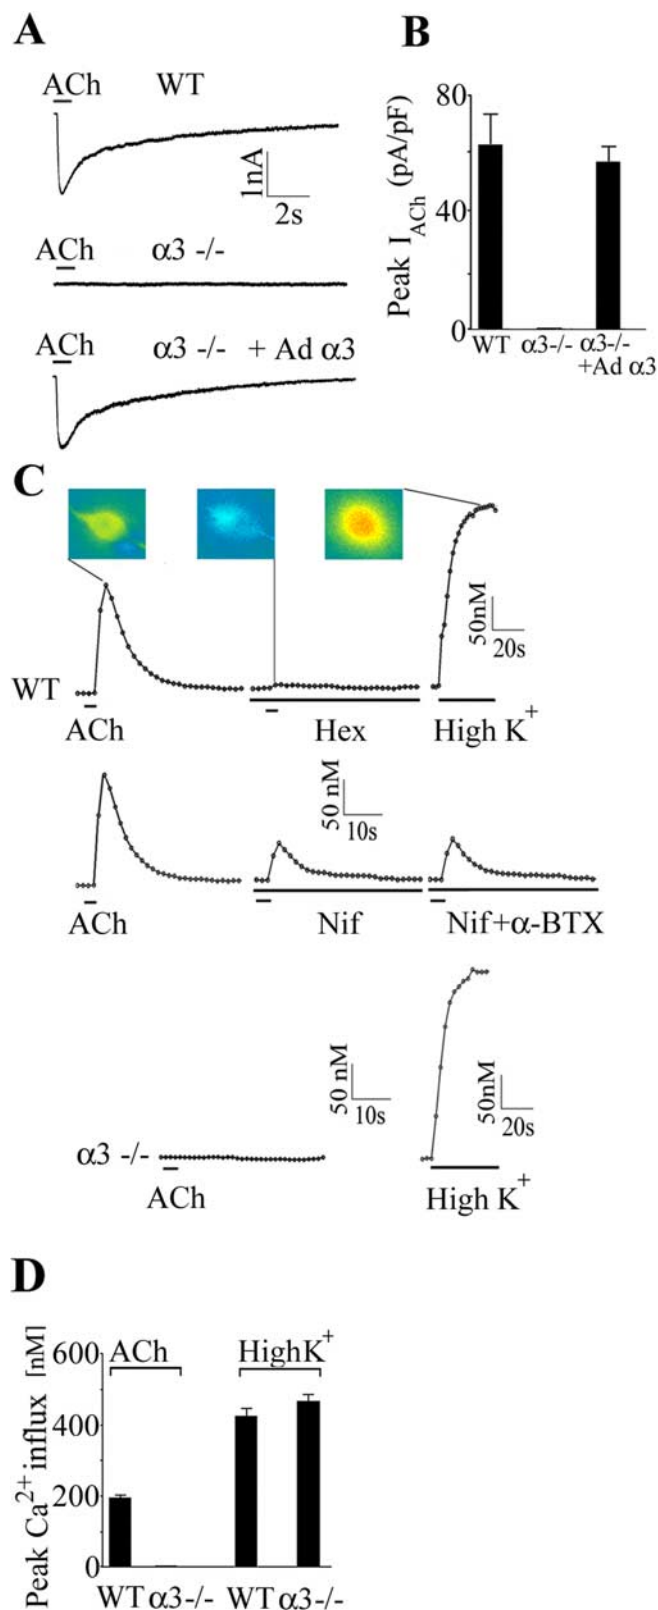 A
ACh WT
1nA
2s
ACh α3 -/-
ACh α3 -/- + Ad α3
B
Peak I_ACh (pA/pF)
80
40
0
WT α3-/- α3-/-
+Ad α3
C
50nM
20s
WT
ACh Hex High K⁺
50 nM
10s
ACh Nif Nif+α-BTX
50 nM
10s
50nM
20s
α3 -/-
ACh High K⁺
D
Peak Ca²⁺ influx [nM]
600
400
200
0
ACh HighK⁺
WT α3-/- WT α3-/-